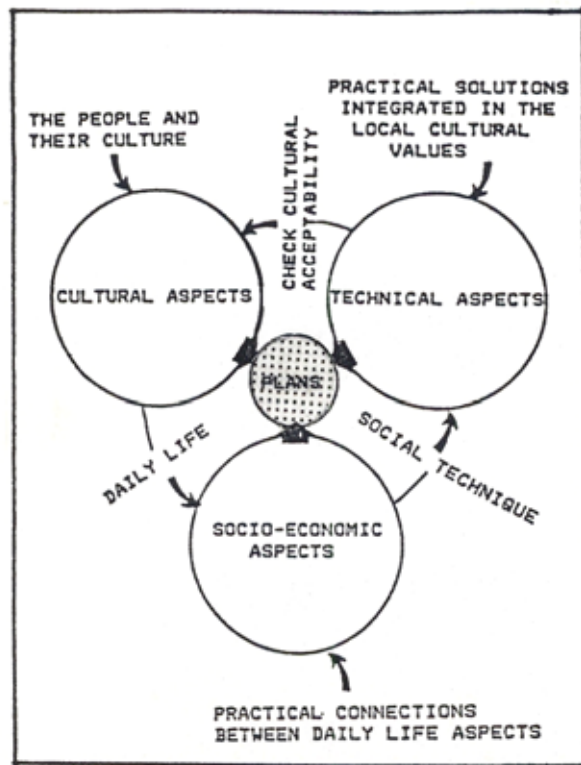 THE PEOPLE AND
THEIR CULTURE
PRACTICAL SOLUTIONS
INTEGRATED IN THE
LOCAL CULTURAL
VALUES
CHECK CULTURAL
ACCEPTABILITY
CULTURAL ASPECTS
TECHNICAL ASPECTS
PLANS
DAILY LIFE
SOCIAL TECHNIQUE
SOCIO-ECONOMIC
ASPECTS
PRACTICAL CONNECTIONS
BETWEEN DAILY LIFE ASPECTS